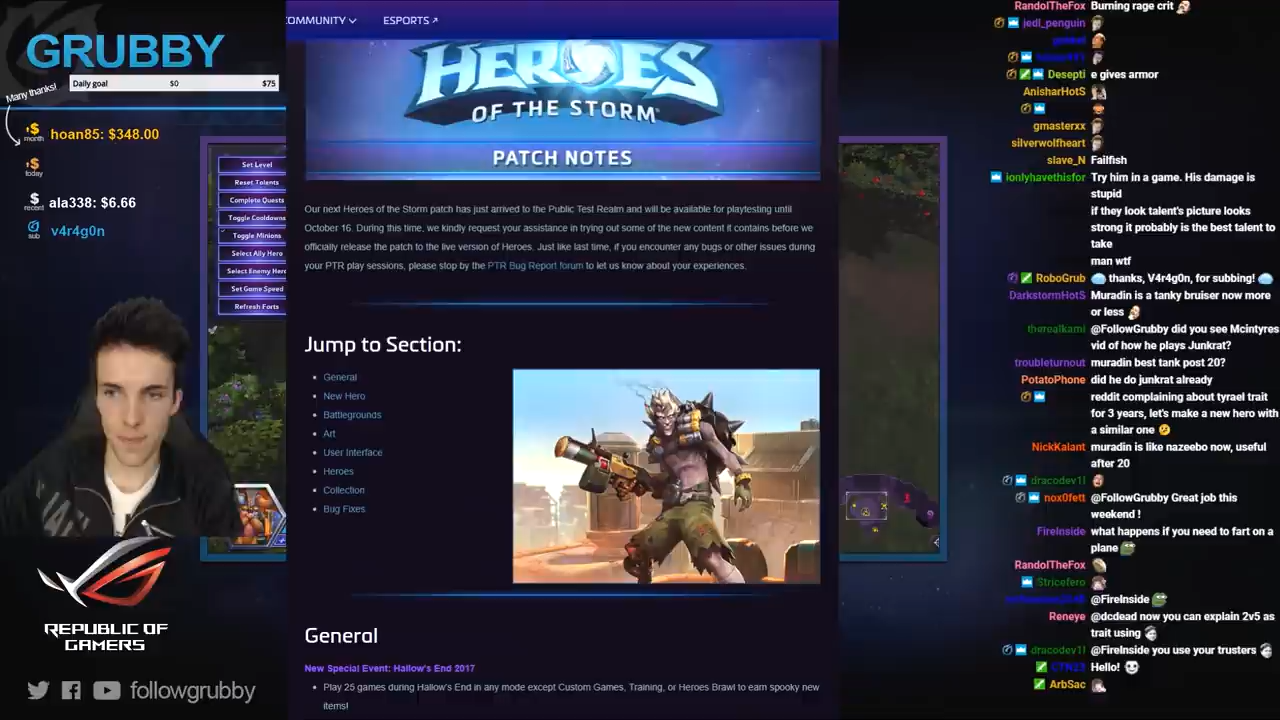 GRUBBY
Daily goal $0 $75
Many thanks!
$ month hoan85: $348.00
$ today
$ recent ala338: $6.66
sub v4r4g0n
Set Level
Reset Talents
Complete Quests
Toggle Cooldowns
Toggle Minions
Select Ally Hero
Select Enemy Hero
Set Game Speed
Refresh Forts
REPUBLIC OF
GAMERS
followgrubby
OMMUNITY
ESPORTS
HEROES
OF THE STORM
PATCH NOTES
Our next Heroes of the Storm patch has just arrived to the Public Test Realm and will be available for playtesting until
October 16. During this time, we kindly request your assistance in trying out some of the new content it contains before we
officially release the patch to the live version of Heroes. Just like last time, if you encounter any bugs or other issues during
your PTR play sessions, please stop by the PTR Bug Report forum to let us know about your experiences.
Jump to Section:
General
New Hero
Battlegrounds
Art
User Interface
Heroes
Collection
Bug Fixes
General
New Special Event: Hallow's End 2017
Play 25 games during Hallow's End in any mode except Custom Games, Training, or Heroes Brawl to earn spooky new
items!
RandolTheFox Burning rage crit
jedi_penguin
Desepti e gives armor
AnisharHotS
gmasterxx
silverwolfheart
slave_N Failfish
ionlyhavethisfor Try him in a game. His damage is
stupid
if they look talent's picture looks
strong it probably is the best talent to
take
man wtf
RoboGrub thanks, V4r4g0n, for subbing!
DarkstormHotS Muradin is a tanky bruiser now more
or less
therealkami @FollowGrubby did you see Mcintyres
vid of how he plays Junkrat?
troubleturnout muradin best tank post 20?
PotatoPhone did he do junkrat already
reddit complaining about tyrael trait
for 3 years, let's make a new hero with
a similar one
NickKalant muradin is like nazeebo now, useful
after 20
dracodev1l
nox0fett @FollowGrubby Great job this
weekend !
FireInside what happens if you need to fart on a
plane
RandolTheFox
Stricefero
@FireInside
Reneye @dcdead now you can explain 2v5 as
trait using
dracodev1l @FireInside you use your trusters
Hello!
ArbSac